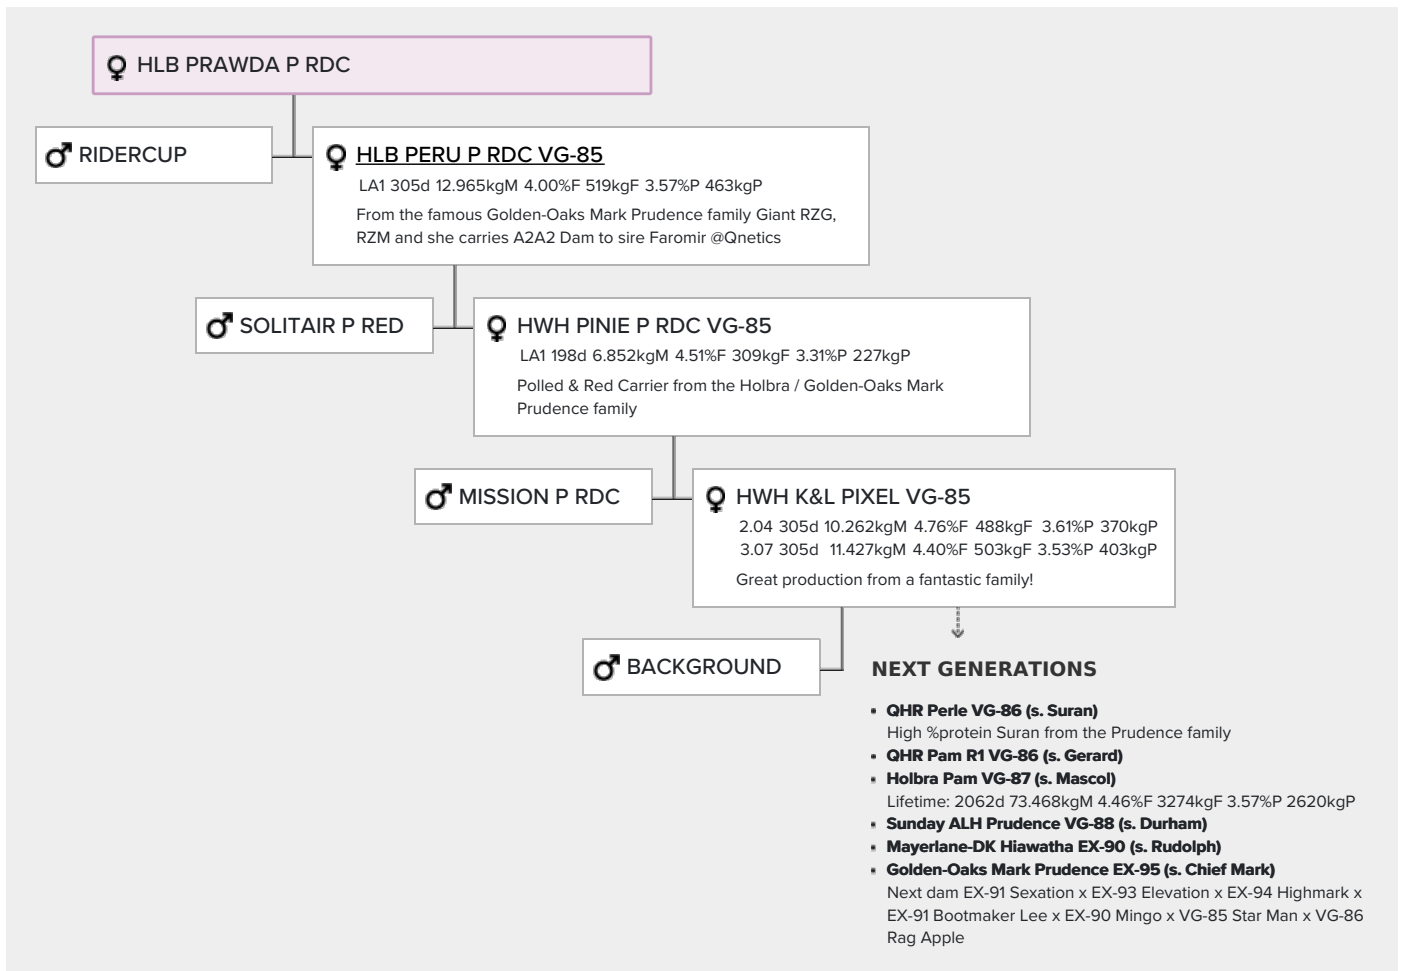 HLB PRAWDA P RDC
RIDERCUP
HLB PERU P RDC VG-85
LA1 305d 12.965kgM 4.00%F 519kgF 3.57%P 463kgP
From the famous Golden-Oaks Mark Prudence family Giant RZG,
RZM and she carries A2A2 Dam to sire Faromir @Qnetics
SOLITAIR P RED
HWH PINIE P RDC VG-85
LA1 198d 6.852kgM 4.51%F 309kgF 3.31%P 227kgP
Polled & Red Carrier from the Holbra / Golden-Oaks Mark
Prudence family
MISSION P RDC
HWH K&L PIXEL VG-85
2.04 305d 10.262kgM 4.76%F 488kgF 3.61%P 370kgP
3.07 305d 11.427kgM 4.40%F 503kgF 3.53%P 403kgP
Great production from a fantastic family!
BACKGROUND
NEXT GENERATIONS
QHR Perle VG-86 (s. Suran)
High %protein Suran from the Prudence family
QHR Pam R1 VG-86 (s. Gerard)
Holbra Pam VG-87 (s. Mascol)
Lifetime: 2062d 73.468kgM 4.46%F 3274kgF 3.57%P 2620kgP
Sunday ALH Prudence VG-88 (s. Durham)
Mayerlane-DK Hiawatha EX-90 (s. Rudolph)
Golden-Oaks Mark Prudence EX-95 (s. Chief Mark)
Next dam EX-91 Sexation x EX-93 Elevation x EX-94 Highmark x
EX-91 Bootmaker Lee x EX-90 Mingo x VG-85 Star Man x VG-86
Rag Apple